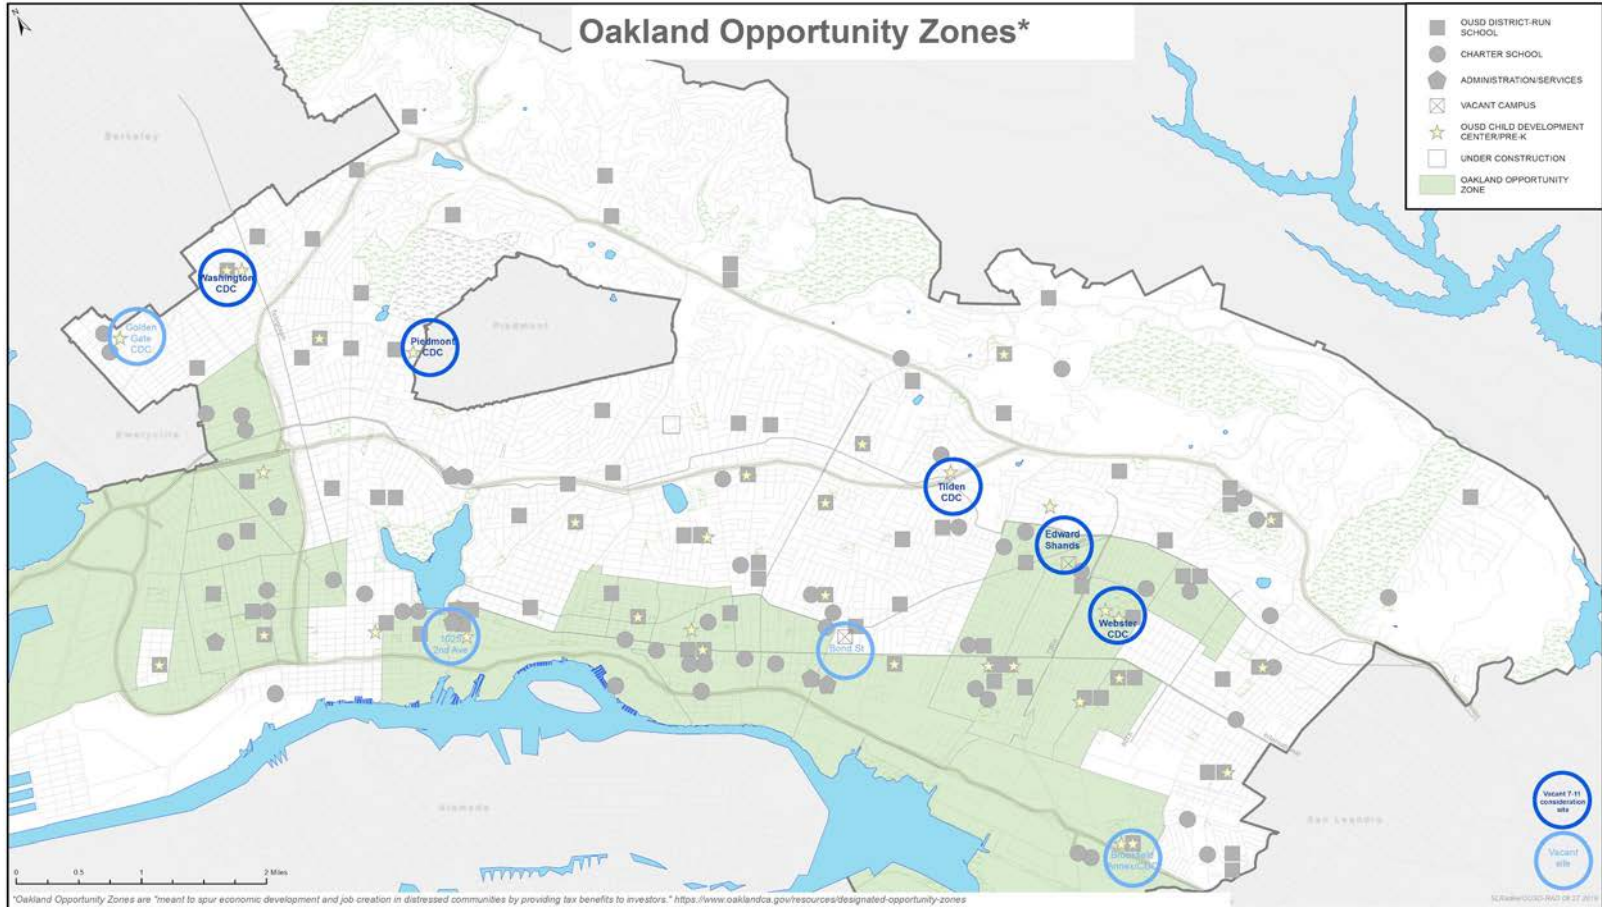 Oakland Opportunity Zones*
N
OUSD DISTRICT-RUN
SCHOOL
CHARTER SCHOOL
ADMINISTRATION/SERVICES
VACANT CAMPUS
OUSD CHILD DEVELOPMENT
CENTER/PRE-K
UNDER CONSTRUCTION
OAKLAND OPPORTUNITY
ZONE
Berkeley
Washington
CDC
Golden
Gate
CDC
Piedmont
Piedmont
CDC
Emeryville
Tilden
CDC
Edward
Shands
Webster
CDC
1025
2nd Ave
Bond St
Alameda
San Leandro
Brookfield
Annex/CDC
Vacant 7-11
consideration
site
Vacant
site
0 0.5 1 2 Miles
*Oakland Opportunity Zones are "meant to spur economic development and job creation in distressed communities by providing tax benefits to investors." https://www.oaklandca.gov/resources/designated-opportunity-zones